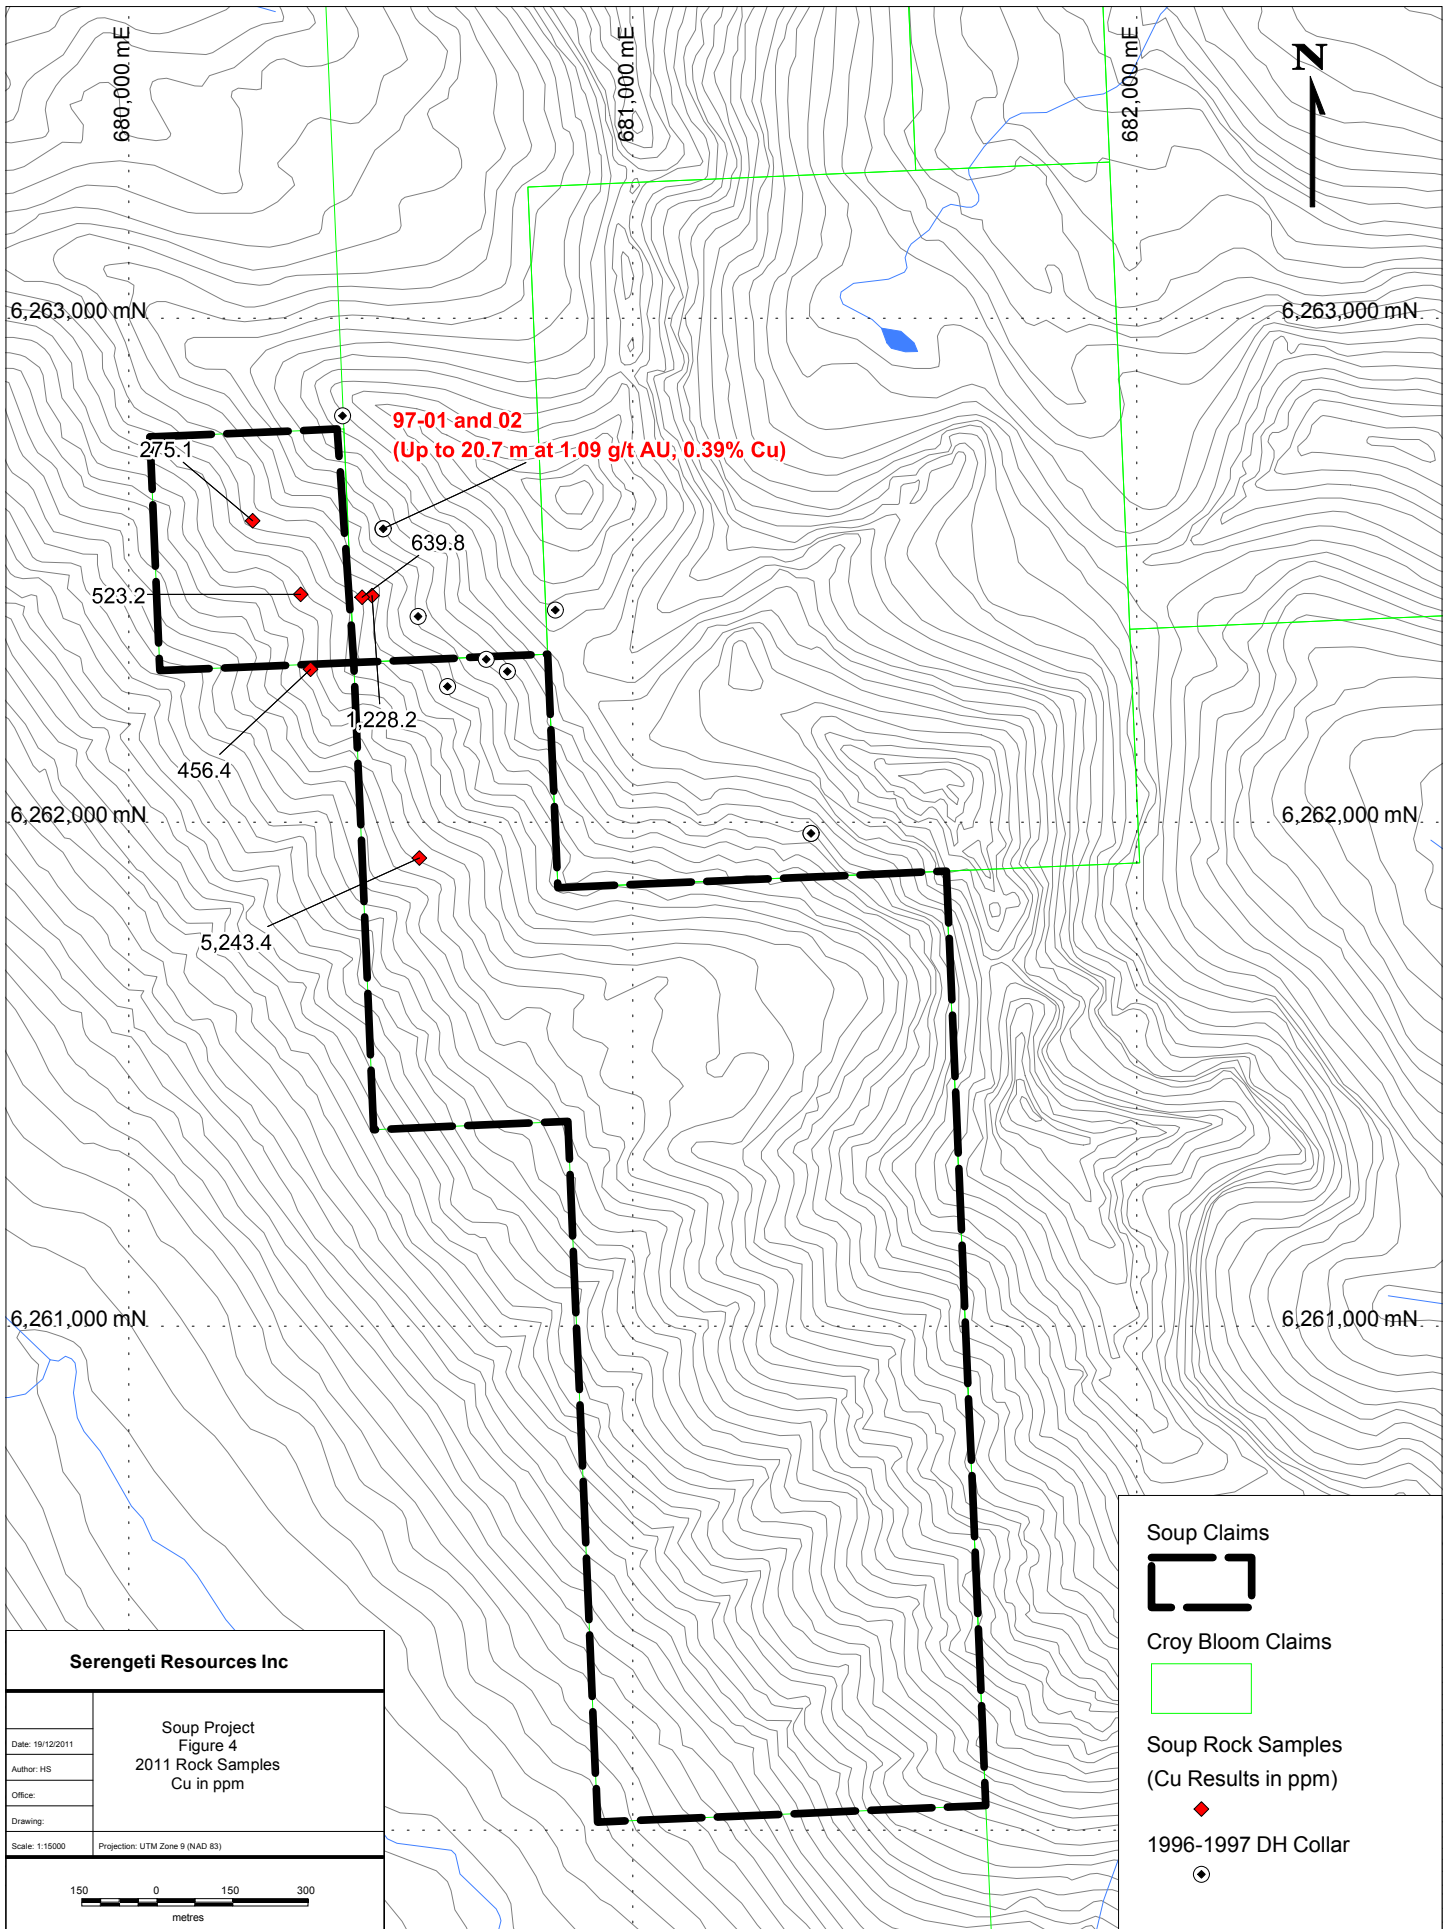 680,000 mE
681,000 mE
682,000 mE
N
6,263,000 mN
6,263,000 mN
97-01 and 02
(Up to 20.7 m at 1.09 g/t AU, 0.39% Cu)
275.1
639.8
523.2
1,228.2
456.4
6,262,000 mN
6,262,000 mN
5,243.4
6,261,000 mN
6,261,000 mN
Soup Claims
Croy Bloom Claims
Soup Rock Samples
(Cu Results in ppm)
1996-1997 DH Collar
Serengeti Resources Inc
Soup Project
Figure 4
2011 Rock Samples
Cu in ppm
Date: 19/12/2011
Author: HS
Office:
Drawing:
Scale: 1:15000
Projection: UTM Zone 9 (NAD 83)
150 0 150 300
metres